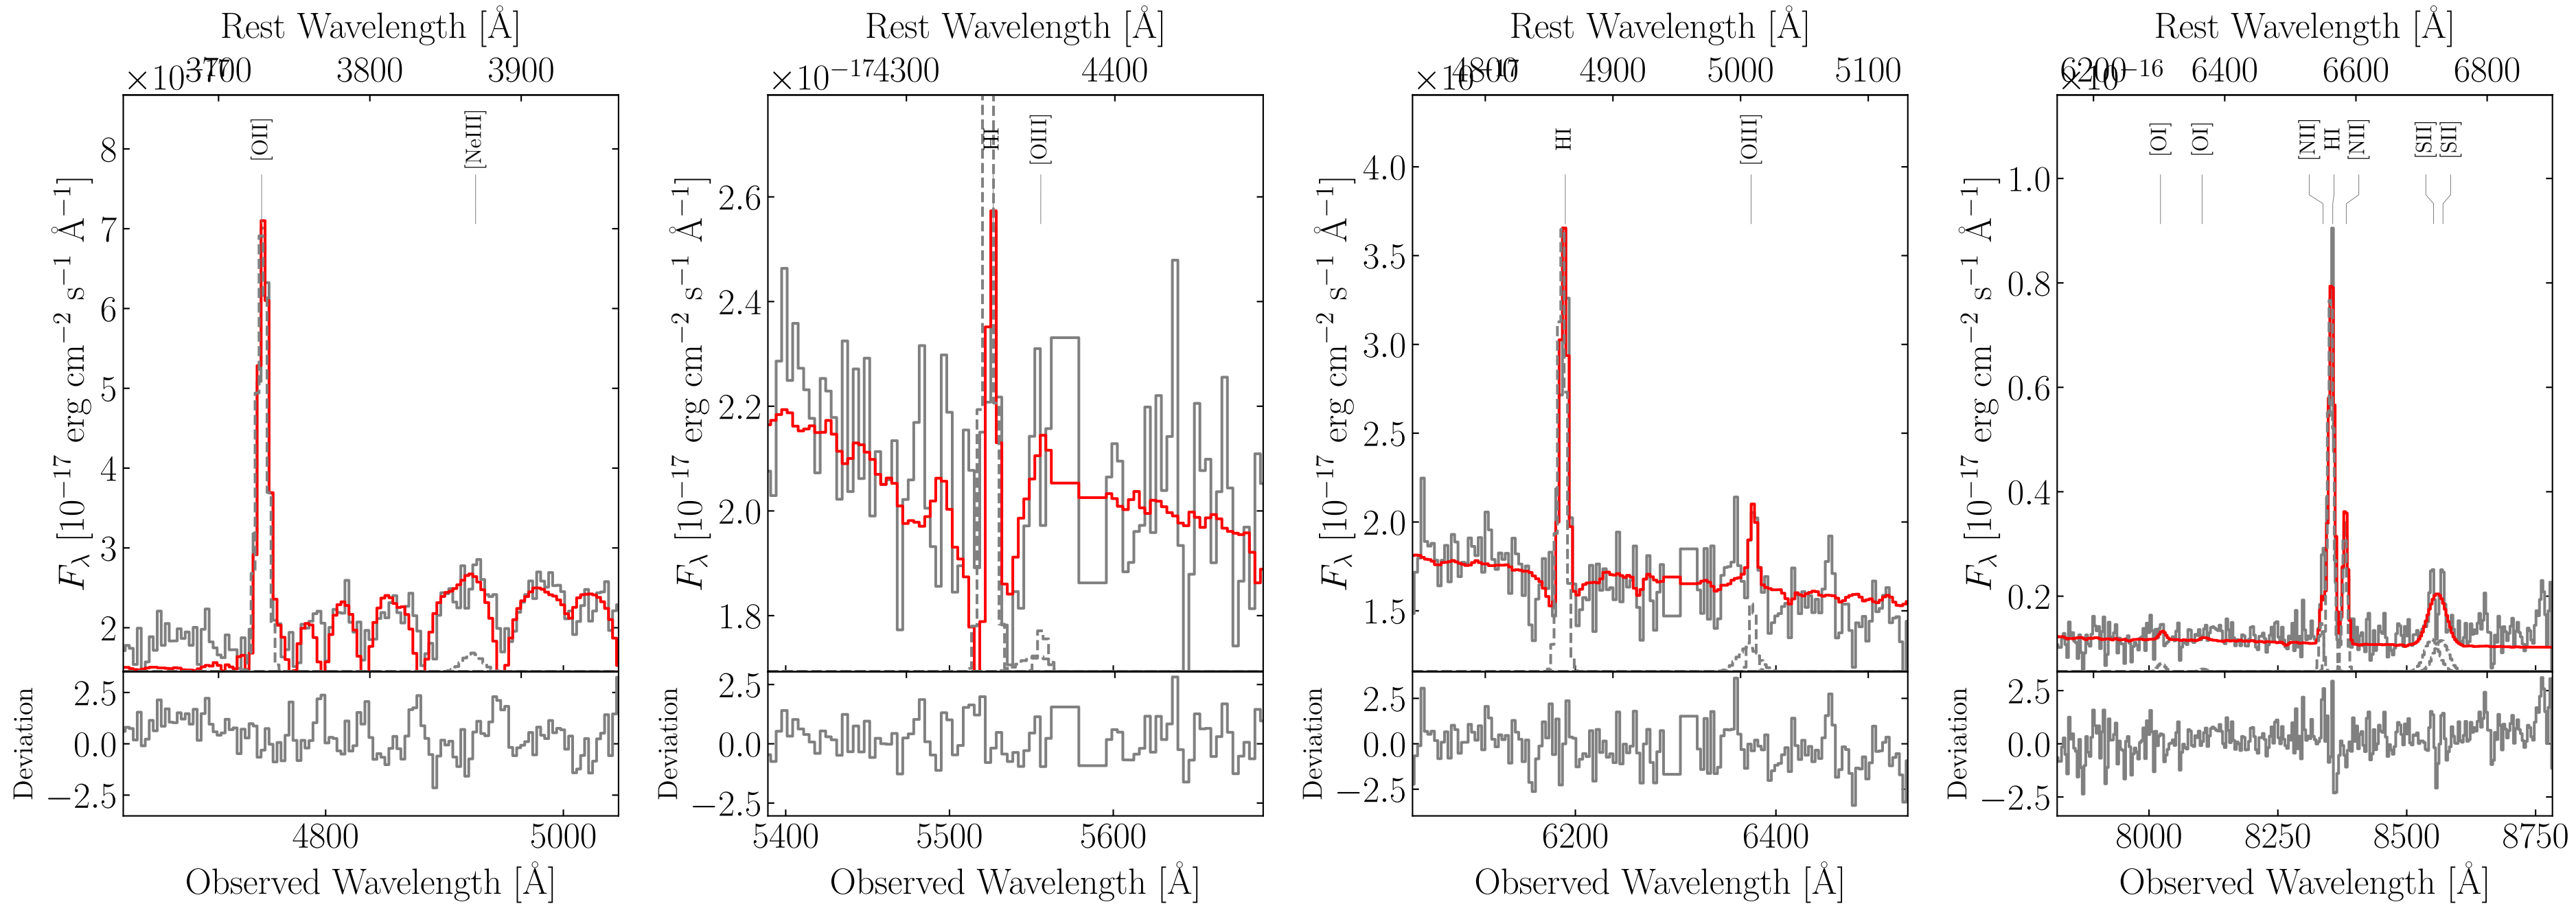 Rest Wavelength [Å] Rest Wavelength [Å] Rest Wavelength [Å] Rest Wavelength [Å]
3700 3800 3900
×10⁻¹⁷ 4300 4400
4800 4900 5000 5100
6200 6400 6600 6800
[OII] [NeIII]
HI [OIII]
HI [OIII]
[OI] [OI] [NII] HI [NII] [SII] [SII]
F_λ [10⁻¹⁷ erg cm⁻² s⁻¹ Å⁻¹]
8
7
6
5
4
3
2
F_λ [10⁻¹⁷ erg cm⁻² s⁻¹ Å⁻¹]
2.6
2.4
2.2
2.0
1.8
F_λ [10⁻¹⁷ erg cm⁻² s⁻¹ Å⁻¹]
4.0
3.5
3.0
2.5
2.0
1.5
F_λ [10⁻¹⁷ erg cm⁻² s⁻¹ Å⁻¹]
1.0
0.8
0.6
0.4
0.2
Deviation
2.5
0.0
−2.5
Deviation
2.5
0.0
−2.5
Deviation
2.5
0.0
−2.5
Deviation
2.5
0.0
−2.5
4800 5000
5400 5500 5600
6200 6400
8000 8250 8500 8750
Observed Wavelength [Å] Observed Wavelength [Å] Observed Wavelength [Å] Observed Wavelength [Å]